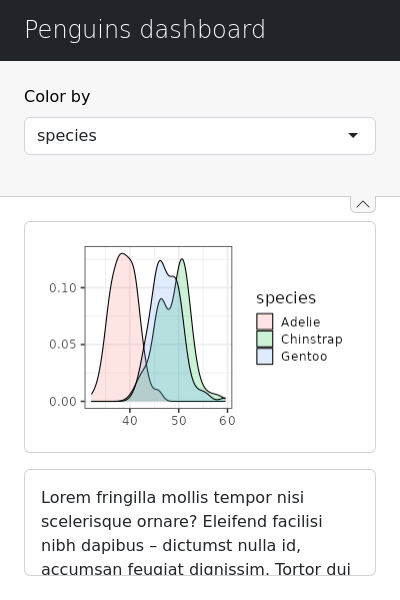 Penguins dashboard
Color by
species
0.10
0.05
0.00
40 50 60
species
Adelie
Chinstrap
Gentoo
Lorem fringilla mollis tempor nisi
scelerisque ornare? Eleifend facilisi
nibh dapibus – dictumst nulla id,
accumsan feugiat dignissim. Tortor dui